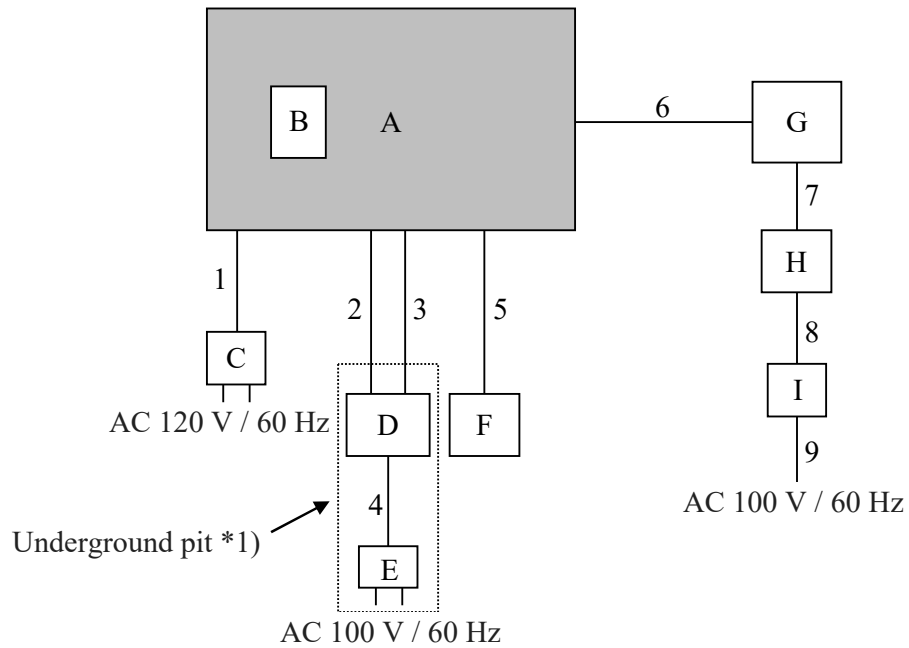 B
A
6
G
7
1
2
3
5
H
8
C
I
D
F
AC 120 V / 60 Hz
9
4
AC 100 V / 60 Hz
Underground pit *1)
E
AC 100 V / 60 Hz